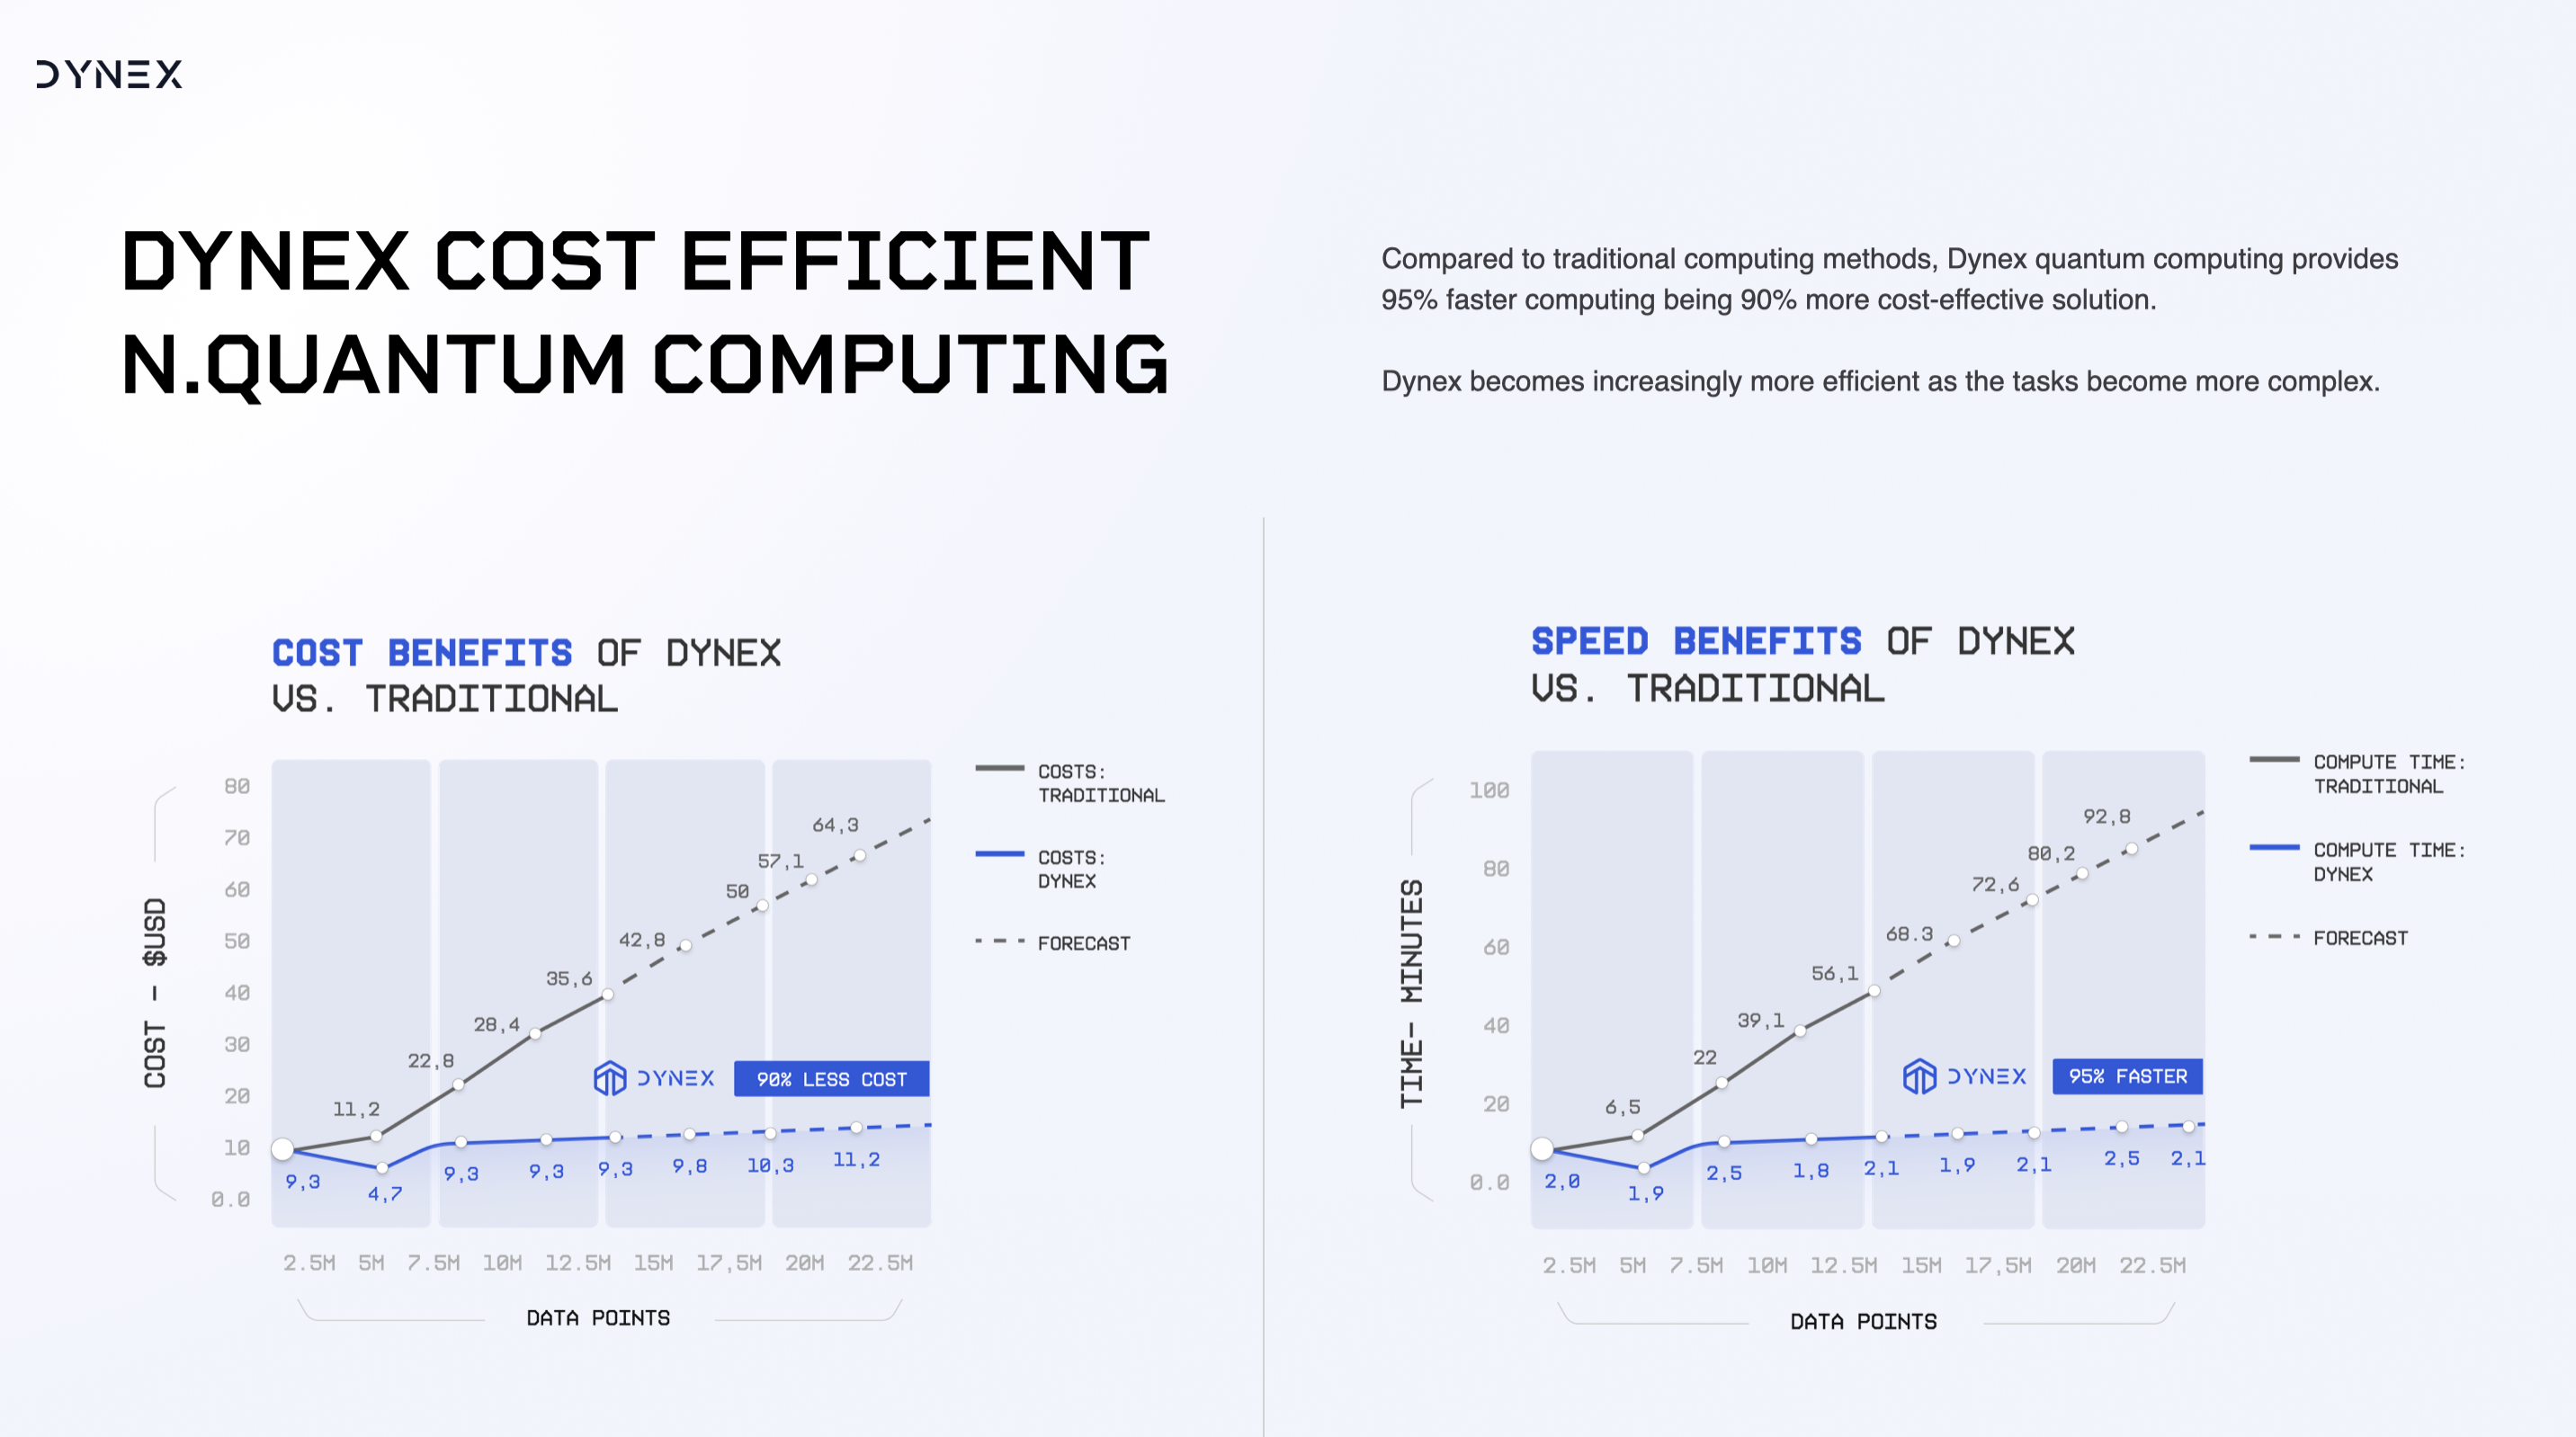 DYNEX
DYNEX COST EFFICIENT
N.QUANTUM COMPUTING
Compared to traditional computing methods, Dynex quantum computing provides
95% faster computing being 90% more cost-effective solution.
Dynex becomes increasingly more efficient as the tasks become more complex.
COST BENEFITS OF DYNEX
VS. TRADITIONAL
COST - $USD
80
70
60
50
40
30
20
10
0.0
11,2
22,8
28,4
35,6
42,8
50
57,1
64,3
DYNEX
90% LESS COST
9,3
4,7
9,3
9,3
9,3
9,8
10,3
11,2
2.5M 5M 7.5M 10M 12.5M 15M 17,5M 20M 22.5M
DATA POINTS
COSTS:
TRADITIONAL
COSTS:
DYNEX
FORECAST
SPEED BENEFITS OF DYNEX
VS. TRADITIONAL
TIME- MINUTES
100
80
60
40
20
0.0
6,5
22
39,1
56,1
68.3
72,6
80,2
92,8
DYNEX
95% FASTER
2,0
1,9
2,5
1,8
2,1
1,9
2,1
2,5
2,1
2.5M 5M 7.5M 10M 12.5M 15M 17,5M 20M 22.5M
DATA POINTS
COMPUTE TIME:
TRADITIONAL
COMPUTE TIME:
DYNEX
FORECAST